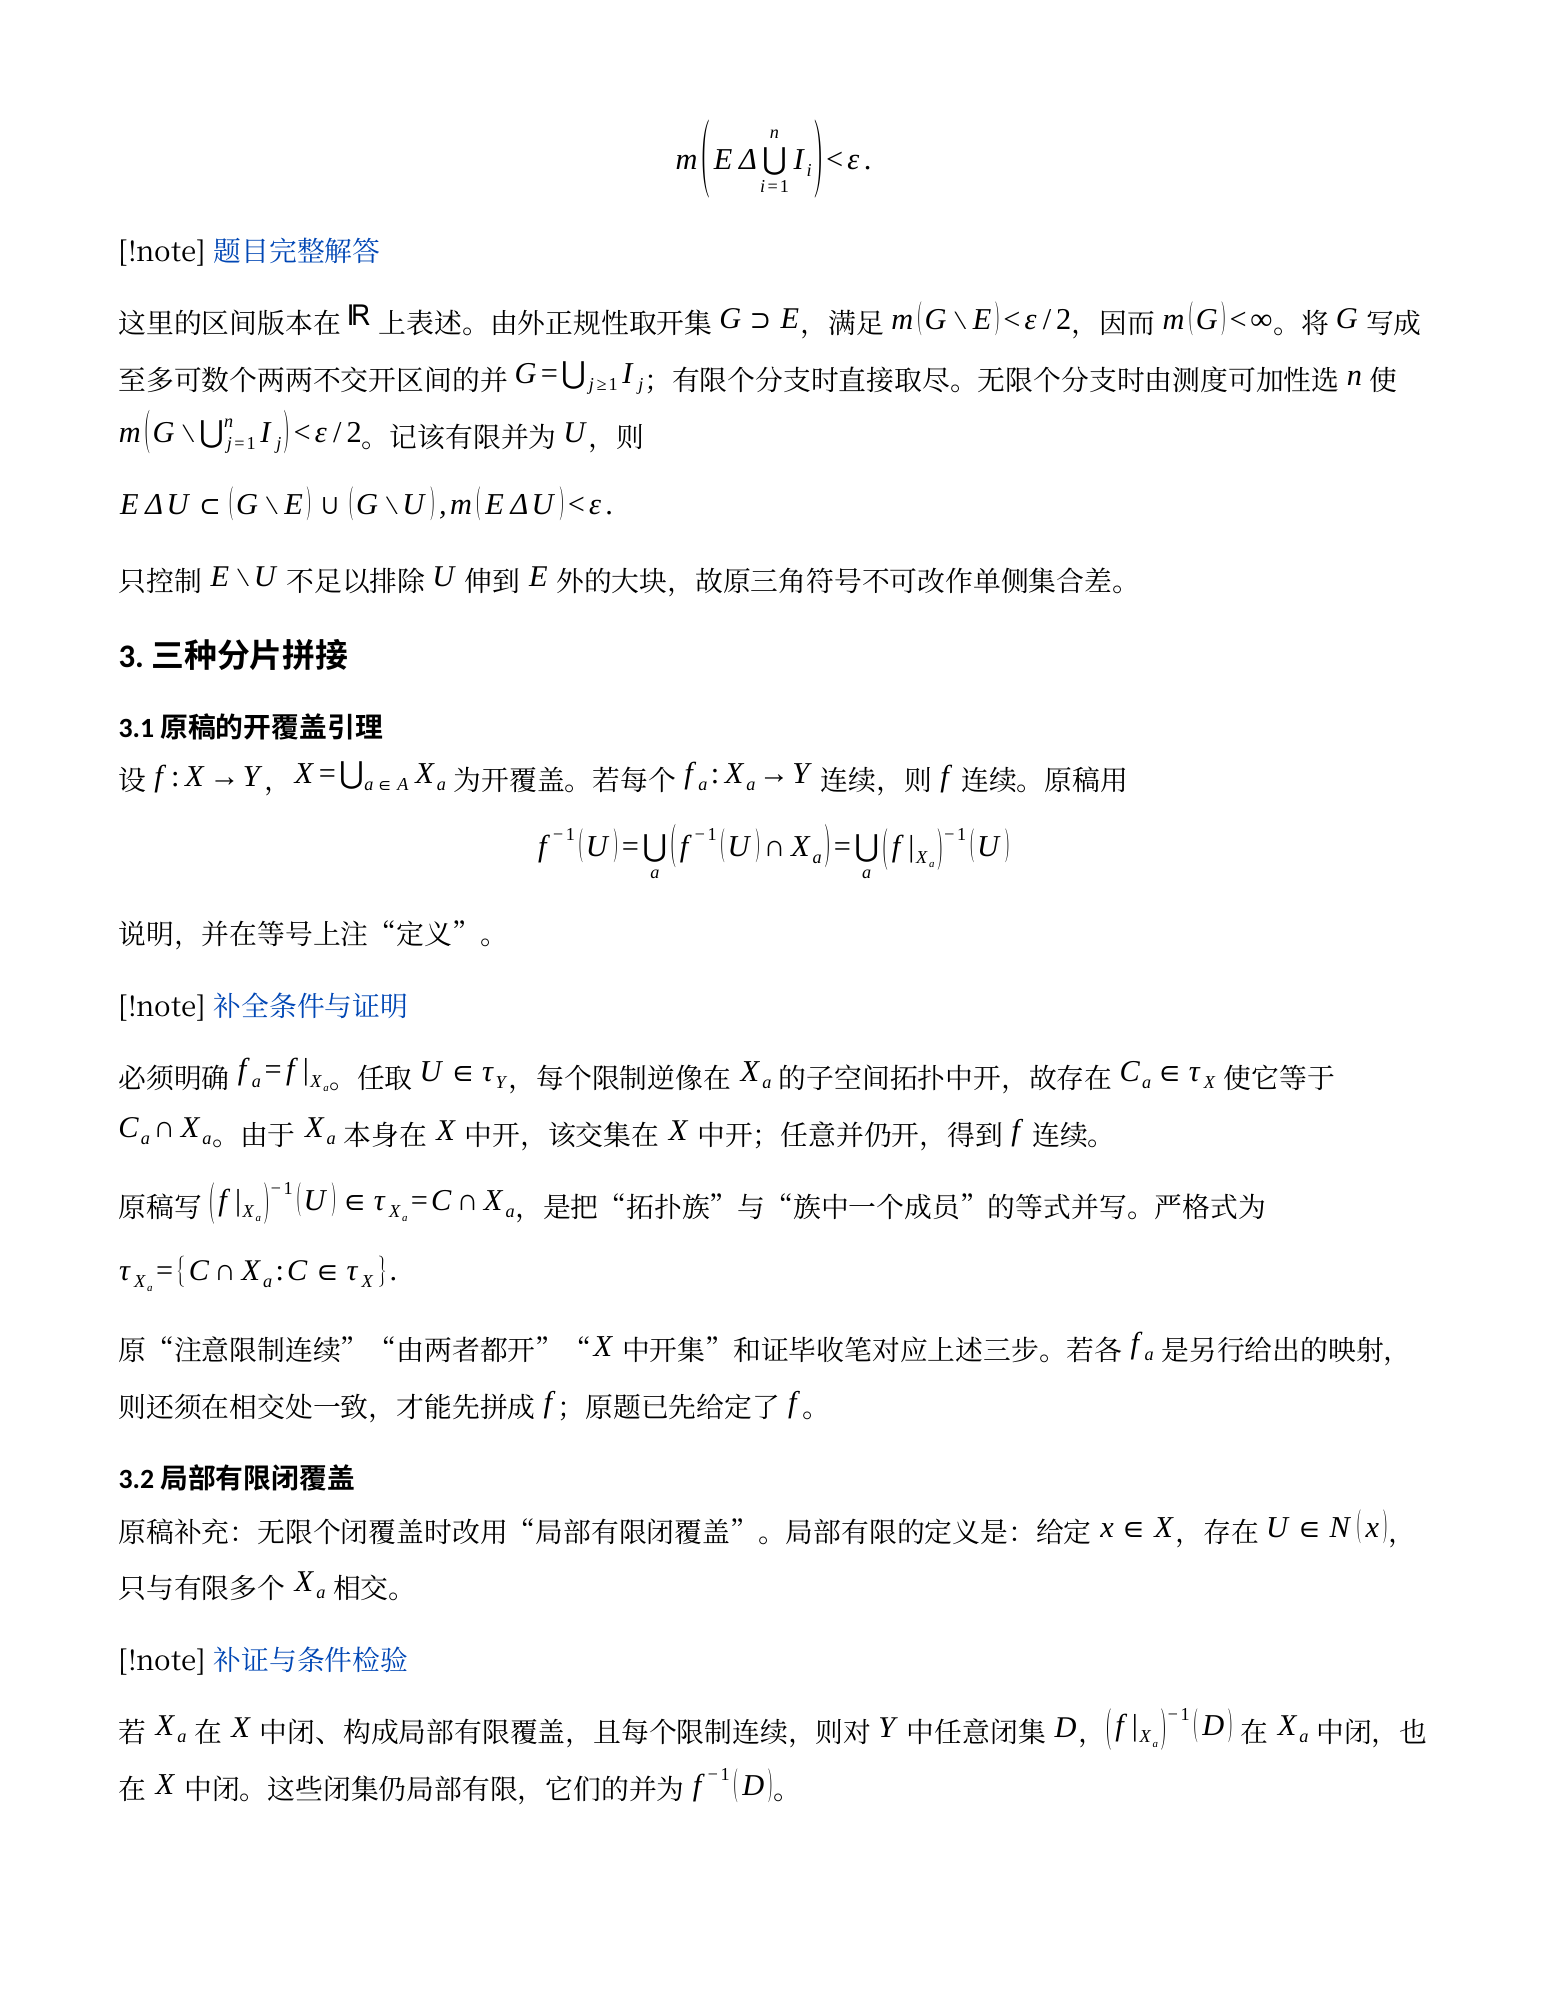 m(E Δ ⋃_{i=1}^{n} I_i) < ε.
[!note] 题目完整解答
这里的区间版本在 ℝ 上表述。由外正规性取开集 G ⊃ E，满足 m(G∖E)<ε/2，因而 m(G)<∞。将 G 写成
至多可数个两两不交开区间的并 G=⋃_{j≥1} I_j；有限个分支时直接取尽。无限个分支时由测度可加性选 n 使
m(G∖⋃_{j=1}^{n} I_j)<ε/2。记该有限并为 U，则
E Δ U ⊂ (G∖E) ∪ (G∖U), m(E Δ U)<ε.
只控制 E∖U 不足以排除 U 伸到 E 外的大块，故原三角符号不可改作单侧集合差。
3. 三种分片拼接
3.1 原稿的开覆盖引理
设 f:X→Y，X=⋃_{a∈A} X_a 为开覆盖。若每个 f_a:X_a→Y 连续，则 f 连续。原稿用
f^{-1}(U)=⋃_a (f^{-1}(U)∩X_a)=⋃_a (f|_{X_a})^{-1}(U)
说明，并在等号上注“定义”。
[!note] 补全条件与证明
必须明确 f_a=f|_{X_a}。任取 U∈τ_Y，每个限制逆像在 X_a 的子空间拓扑中开，故存在 C_a∈τ_X 使它等于
C_a∩X_a。由于 X_a 本身在 X 中开，该交集在 X 中开；任意并仍开，得到 f 连续。
原稿写 (f|_{X_a})^{-1}(U)∈τ_{X_a}=C∩X_a，是把“拓扑族”与“族中一个成员”的等式并写。严格式为
τ_{X_a}={C∩X_a:C∈τ_X}.
原“注意限制连续”“由两者都开”“X 中开集”和证毕收笔对应上述三步。若各 f_a 是另行给出的映射，
则还须在相交处一致，才能先拼成 f；原题已先给定了 f。
3.2 局部有限闭覆盖
原稿补充：无限个闭覆盖时改用“局部有限闭覆盖”。局部有限的定义是：给定 x∈X，存在 U∈N(x)，
只与有限多个 X_a 相交。
[!note] 补证与条件检验
若 X_a 在 X 中闭、构成局部有限覆盖，且每个限制连续，则对 Y 中任意闭集 D，(f|_{X_a})^{-1}(D) 在 X_a 中闭，也
在 X 中闭。这些闭集仍局部有限，它们的并为 f^{-1}(D)。